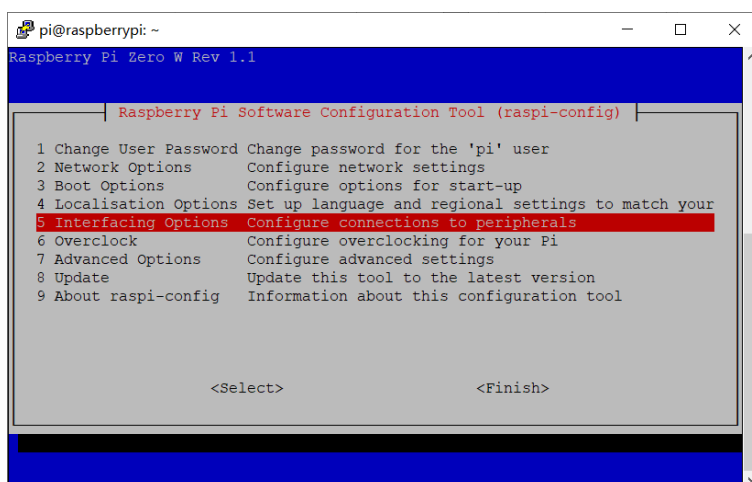 pi@raspberrypi: ~
Raspberry Pi Zero W Rev 1.1
Raspberry Pi Software Configuration Tool (raspi-config)
1 Change User Password Change password for the 'pi' user
2 Network Options Configure network settings
3 Boot Options Configure options for start-up
4 Localisation Options Set up language and regional settings to match your
5 Interfacing Options Configure connections to peripherals
6 Overclock Configure overclocking for your Pi
7 Advanced Options Configure advanced settings
8 Update Update this tool to the latest version
9 About raspi-config Information about this configuration tool
<Select> <Finish>